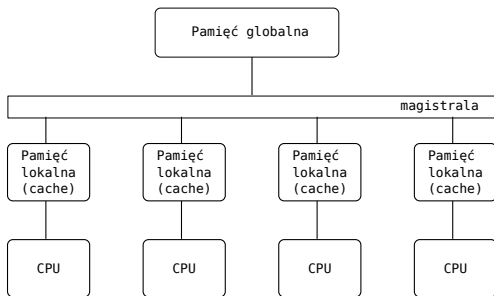 Pamięć globalna
magistrala
Pamięć
lokalna
(cache)
Pamięć
lokalna
(cache)
Pamięć
lokalna
(cache)
Pamięć
lokalna
(cache)
CPU
CPU
CPU
CPU